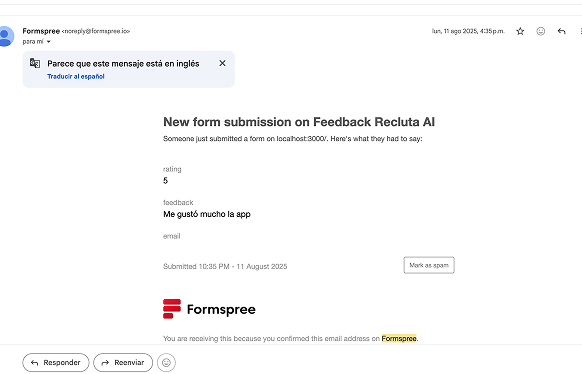 Formspree <noreply@formspree.io>
lun, 11 ago 2025, 4:35 p.m.
para mí
Parece que este mensaje está en inglés
Traducir al español
New form submission on Feedback Recluta AI
Someone just submitted a form on localhost:3000/. Here's what they had to say:
rating
5
feedback
Me gustó mucho la app
email
Submitted 10:35 PM - 11 August 2025
Mark as spam
Formspree
You are receiving this because you confirmed this email address on Formspree.
Responder
Reenviar